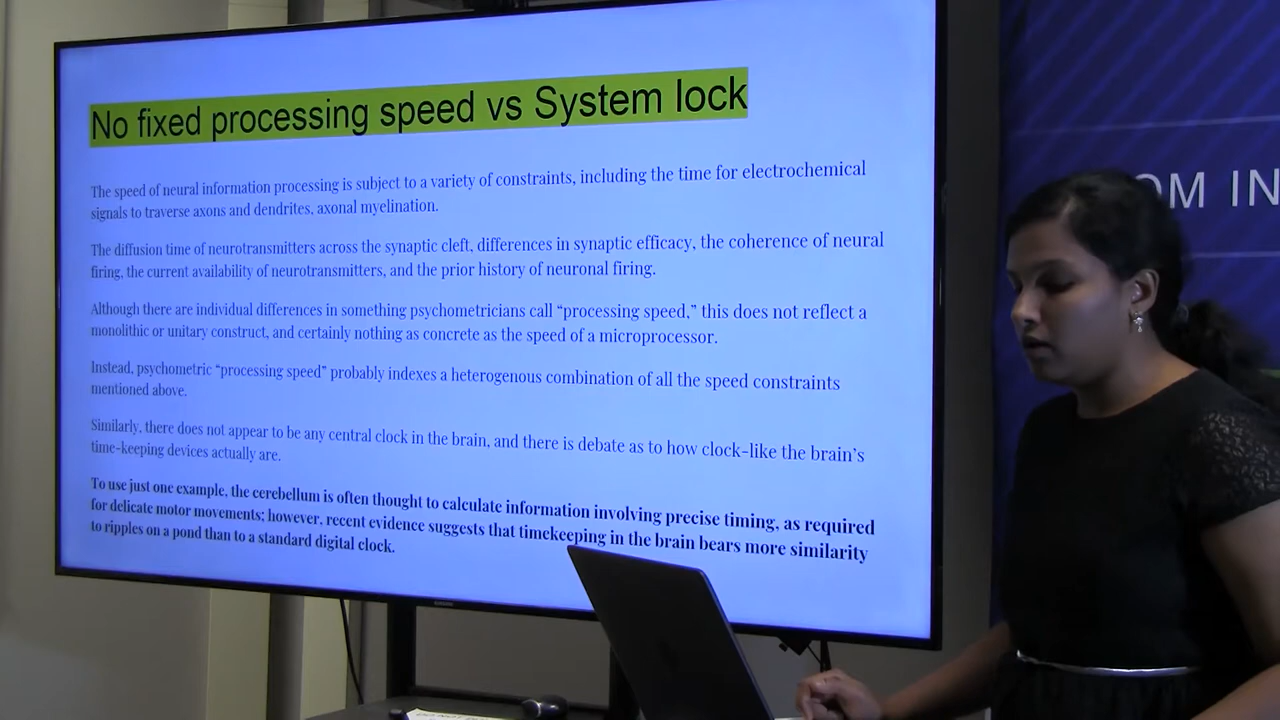 No fixed processing speed vs System lock
The speed of neural information processing is subject to a variety of constraints, including the time for electrochemical
signals to traverse axons and dendrites, axonal myelination.
The diffusion time of neurotransmitters across the synaptic cleft, differences in synaptic efficacy, the coherence of neural
firing, the current availability of neurotransmitters, and the prior history of neuronal firing.
Although there are individual differences in something psychometricians call “processing speed,” this does not reflect a
monolithic or unitary construct, and certainly nothing as concrete as the speed of a microprocessor.
Instead, psychometric “processing speed” probably indexes a heterogenous combination of all the speed constraints
mentioned above.
Similarly, there does not appear to be any central clock in the brain, and there is debate as to how clock-like the brain’s
time-keeping devices actually are.
To use just one example, the cerebellum is often thought to calculate information involving precise timing, as required
for delicate motor movements; however, recent evidence suggests that timekeeping in the brain bears more similarity
to ripples on a pond than to a standard digital clock.
OM IN